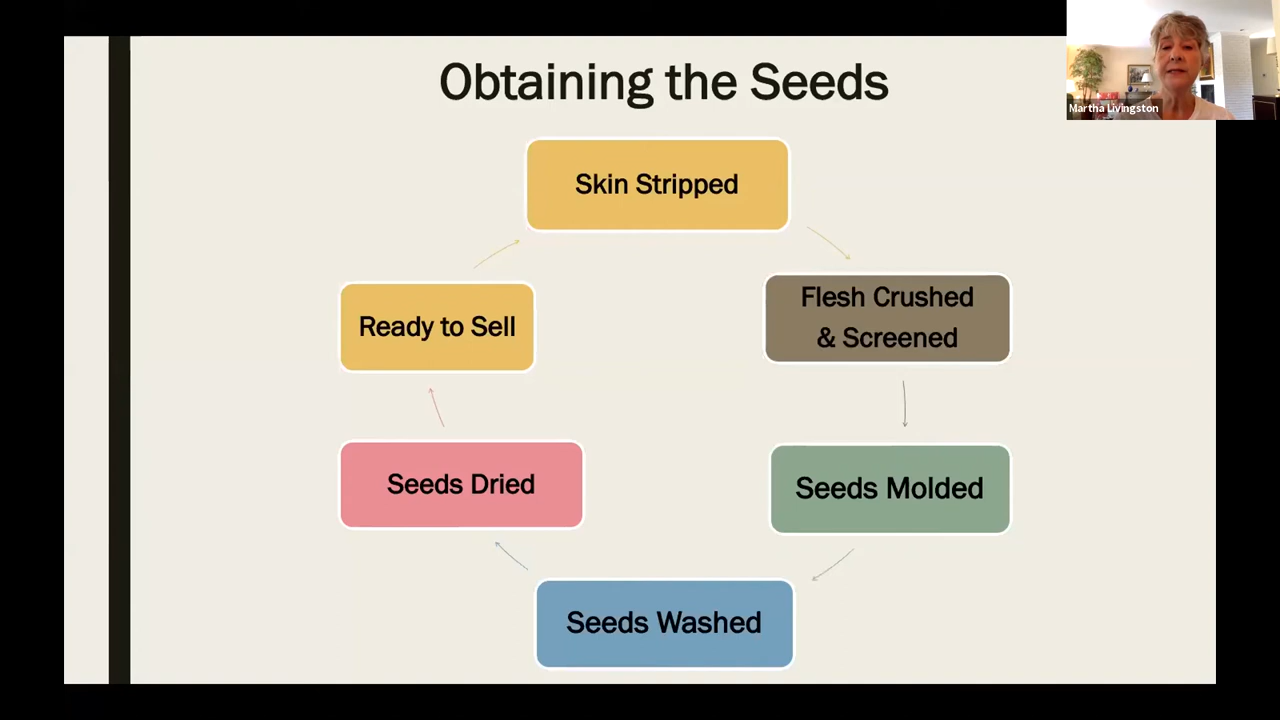 Obtaining the Seeds
Martha Livingston
Skin Stripped
Flesh Crushed
& Screened
Seeds Molded
Seeds Washed
Seeds Dried
Ready to Sell